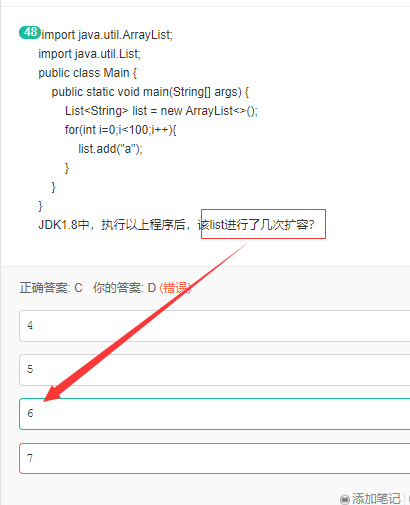 48 import java.util.ArrayList;
import java.util.List;
public class Main {
public static void main(String[] args) {
List<String> list = new ArrayList<>();
for(int i=0;i<100;i++){
list.add("a");
}
}
}
JDK1.8中，执行以上程序后，该list进行了几次扩容？
正确答案: C 你的答案: D (错误)
4
5
6
7
添加笔记